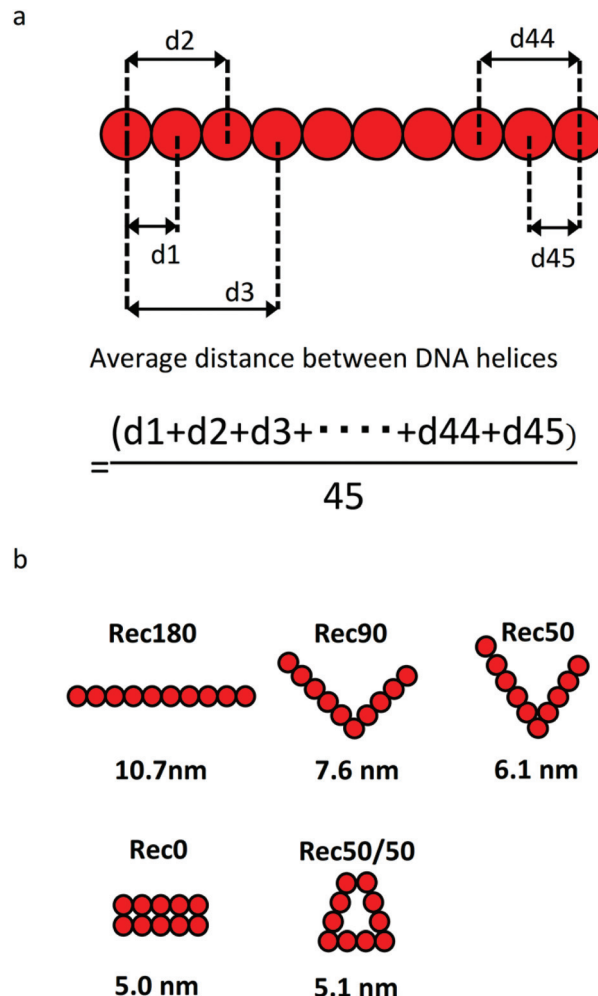 a
d2
d44
d1
d45
d3
Average distance between DNA helices
(d1+d2+d3+････+d44+d45)
=
45
b
Rec180
Rec90
Rec50
10.7nm
7.6 nm
6.1 nm
Rec0
Rec50/50
5.0 nm
5.1 nm